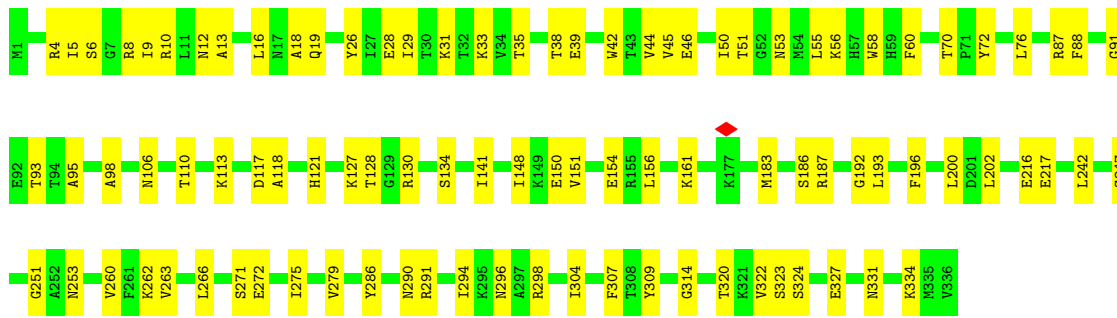 M1 R4 I5 S6 G7 R8 I9 R10 L11 N12 A13 L16 N17 A18 Q19 Y26 I27 E28 I29 T30 K31 T32 K33 V34 T35 T38 E39 W42 T43 V44 V45 E46 I50 T51 G52 N53 M54 L55 K56 H57 W58 H59 F60 T70 P71 Y72 L76 R87 F88 G91
E92 T93 T94 A95 A98 N106 T110 K113 D117 A118 H121 K127 T128 G129 R130 S134 I141 I148 K149 E150 V151 E154 R155 L156 K161 K177 M183 S186 R187 G192 L193 F196 L200 D201 L202 E216 E217 L242
G251 A252 N253 V260 F261 K262 V263 L266 S271 E272 I275 V279 Y286 N290 R291 I294 K295 N296 A297 R298 I304 F307 T308 Y309 G314 T320 K321 V322 S323 S324 E327 N331 K334 M335 V336